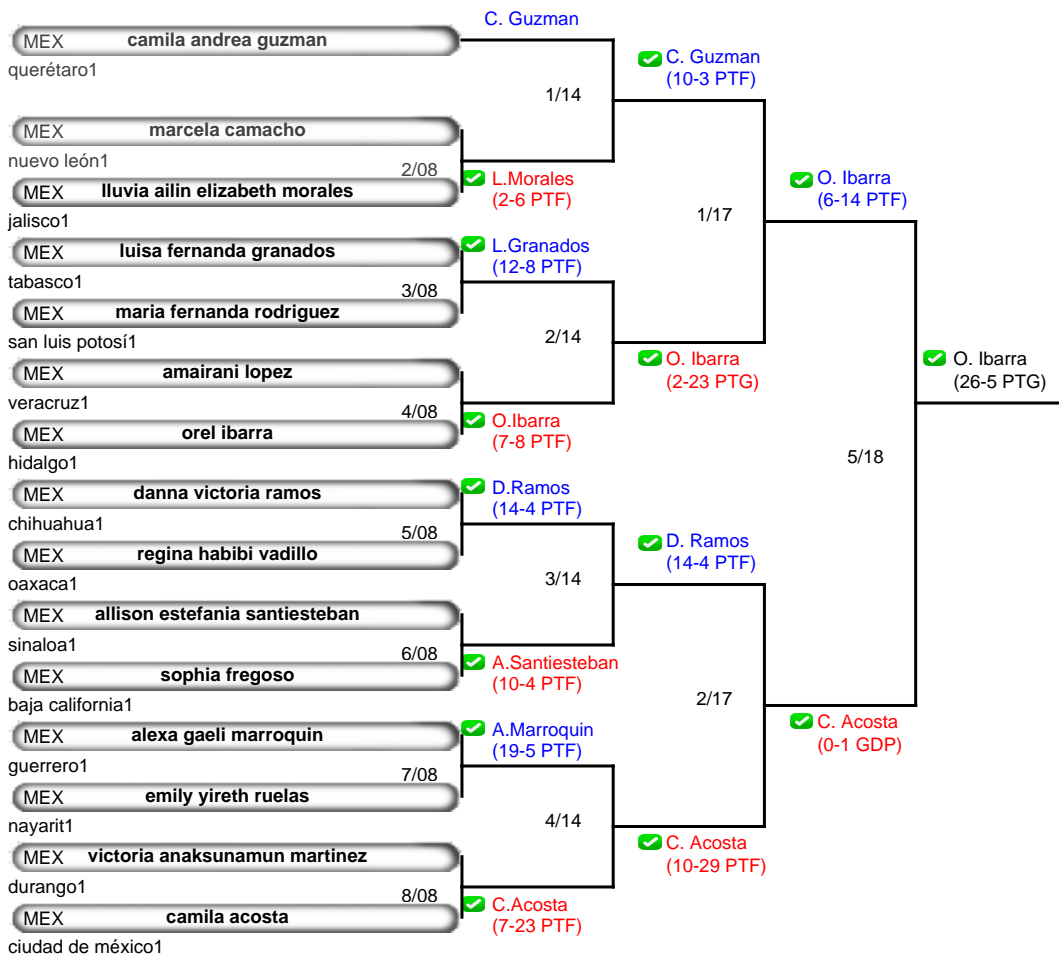 C. Guzman
MEX camila andrea guzman
querétaro1
C. Guzman
(10-3 PTF)
1/14
MEX marcela camacho
nuevo león1
2/08
L.Morales
(2-6 PTF)
MEX lluvia ailin elizabeth morales
jalisco1
O. Ibarra
(6-14 PTF)
1/17
MEX luisa fernanda granados
tabasco1
L.Granados
(12-8 PTF)
3/08
MEX maria fernanda rodriguez
san luis potosí1
2/14
MEX amairani lopez
veracruz1
O. Ibarra
(2-23 PTG)
O. Ibarra
(26-5 PTG)
4/08
MEX orel ibarra
hidalgo1
O.Ibarra
(7-8 PTF)
5/18
MEX danna victoria ramos
chihuahua1
D.Ramos
(14-4 PTF)
5/08
MEX regina habibi vadillo
oaxaca1
D. Ramos
(14-4 PTF)
3/14
MEX allison estefania santiesteban
sinaloa1
6/08
MEX sophia fregoso
baja california1
A.Santiesteban
(10-4 PTF)
2/17
MEX alexa gaeli marroquin
guerrero1
A.Marroquin
(19-5 PTF)
C. Acosta
(0-1 GDP)
7/08
MEX emily yireth ruelas
nayarit1
4/14
MEX victoria anaksunamun martinez
durango1
C. Acosta
(10-29 PTF)
8/08
MEX camila acosta
ciudad de méxico1
C.Acosta
(7-23 PTF)